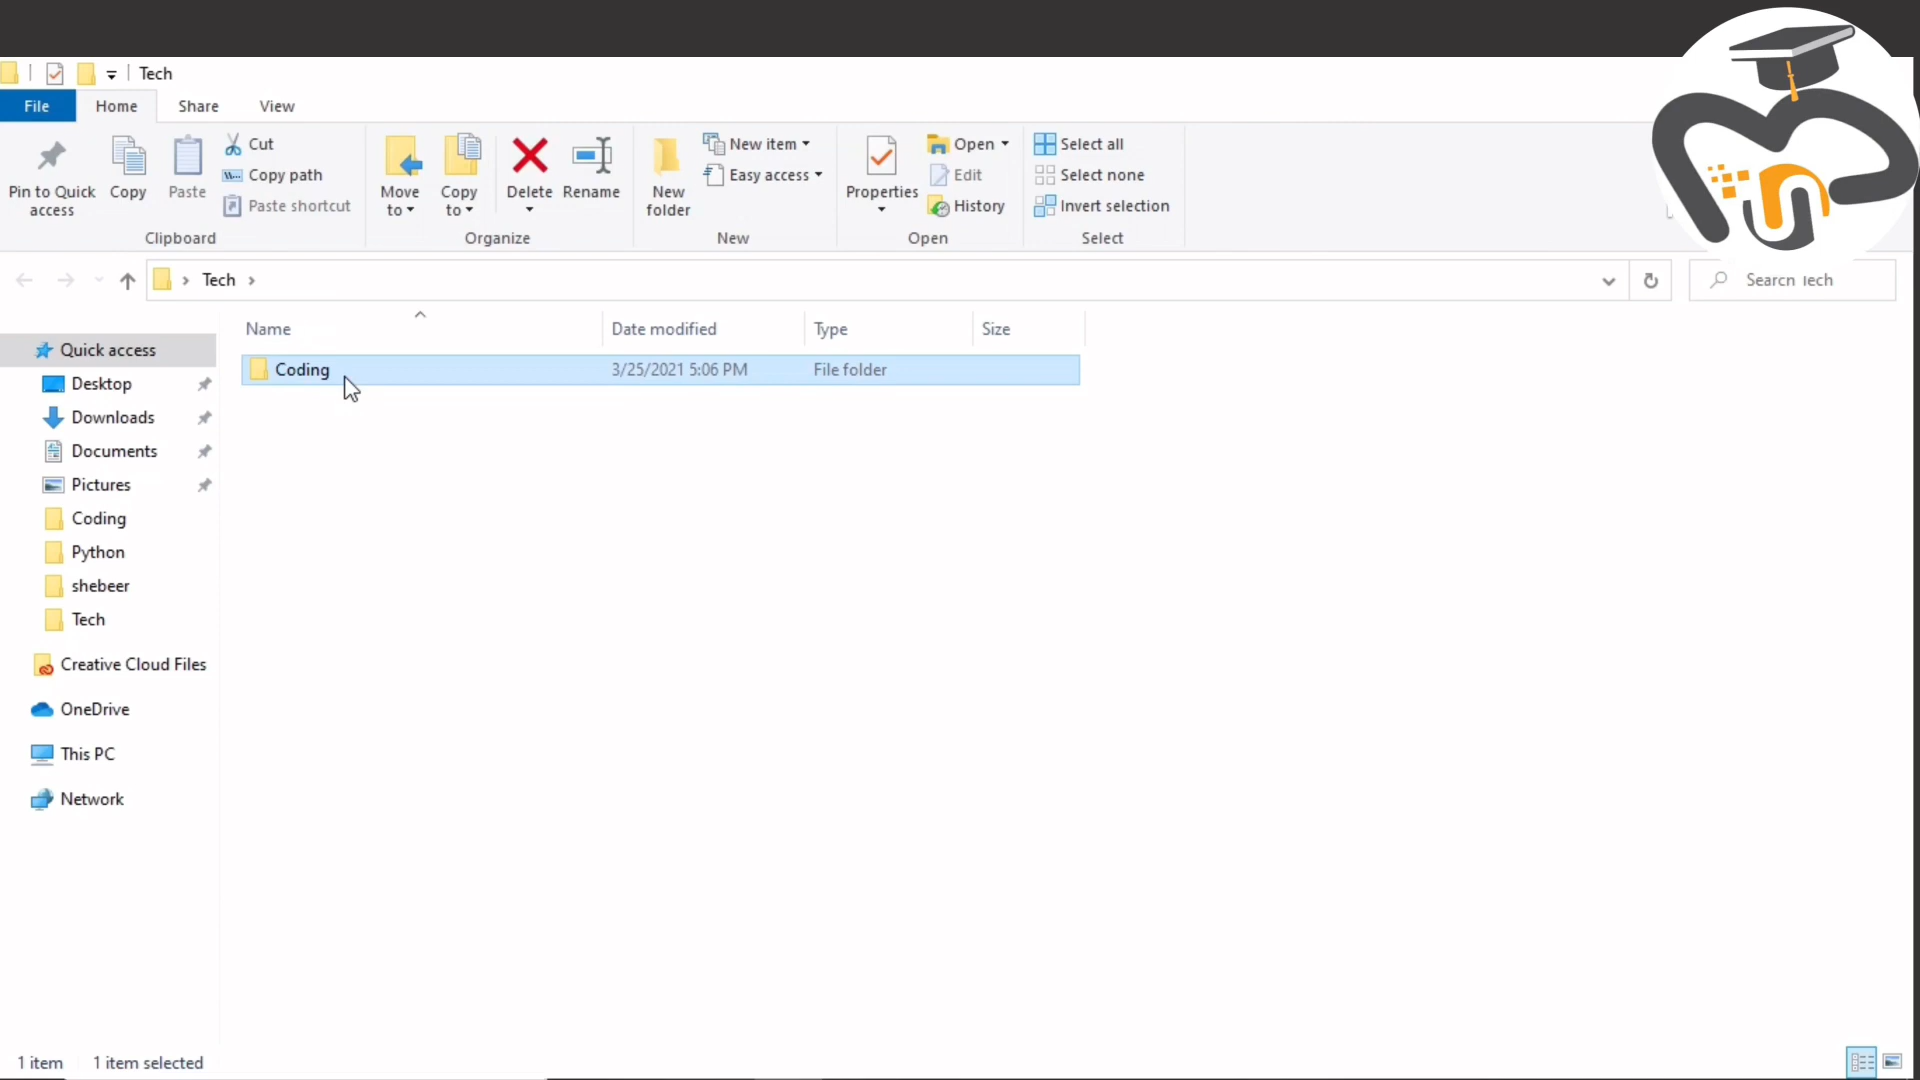 Tech
File Home Share View
Pin to Quick access
Copy
Paste
Cut
Copy path
Paste shortcut
Clipboard
Move to
Copy to
Delete
Rename
Organize
New folder
New item
Easy access
New
Properties
Open
Edit
History
Open
Select all
Select none
Invert selection
Select
Tech
Search Tech
Name Date modified Type Size
Coding 3/25/2021 5:06 PM File folder
Quick access
Desktop
Downloads
Documents
Pictures
Coding
Python
shebeer
Tech
Creative Cloud Files
OneDrive
This PC
Network
1 item 1 item selected